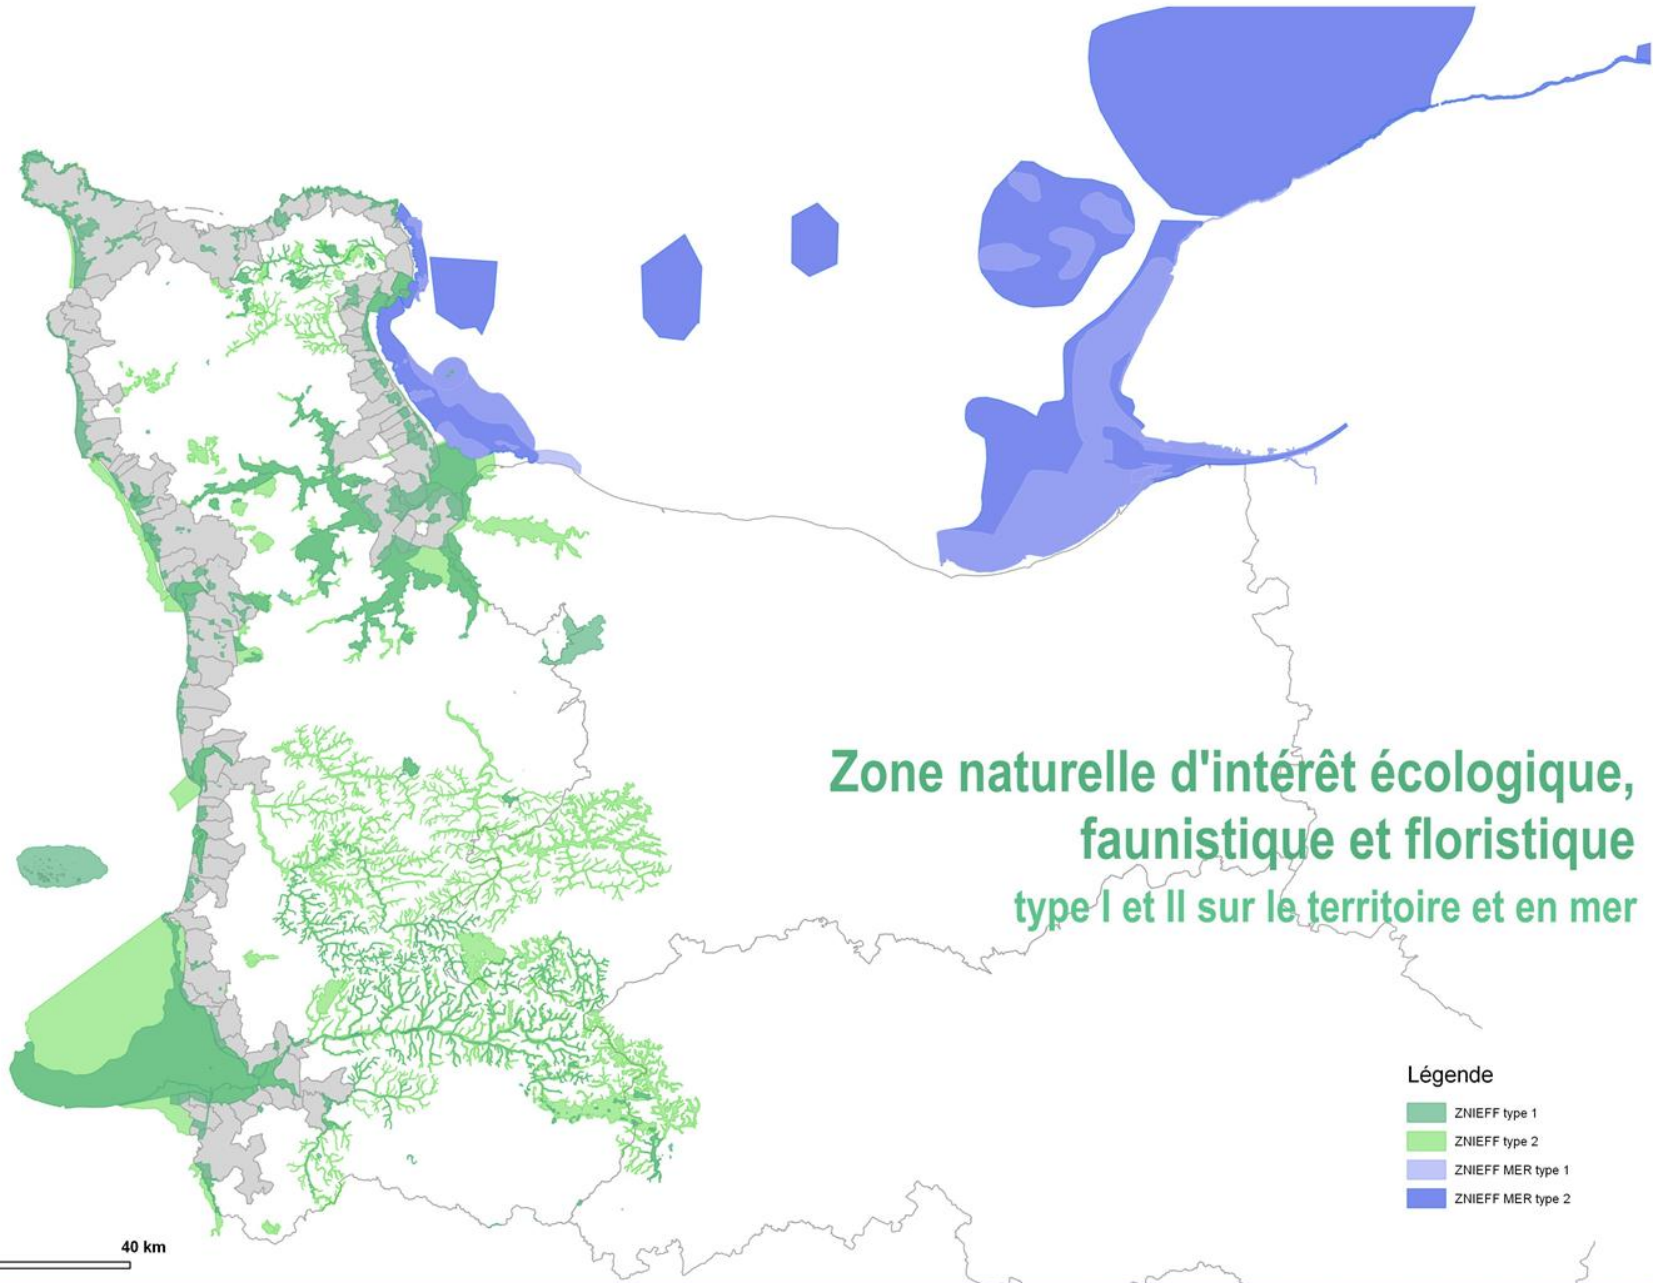 Zone naturelle d'intérêt écologique,
faunistique et floristique
type I et II sur le territoire et en mer
Légende
ZNIEFF type 1
ZNIEFF type 2
ZNIEFF MER type 1
ZNIEFF MER type 2
40 km